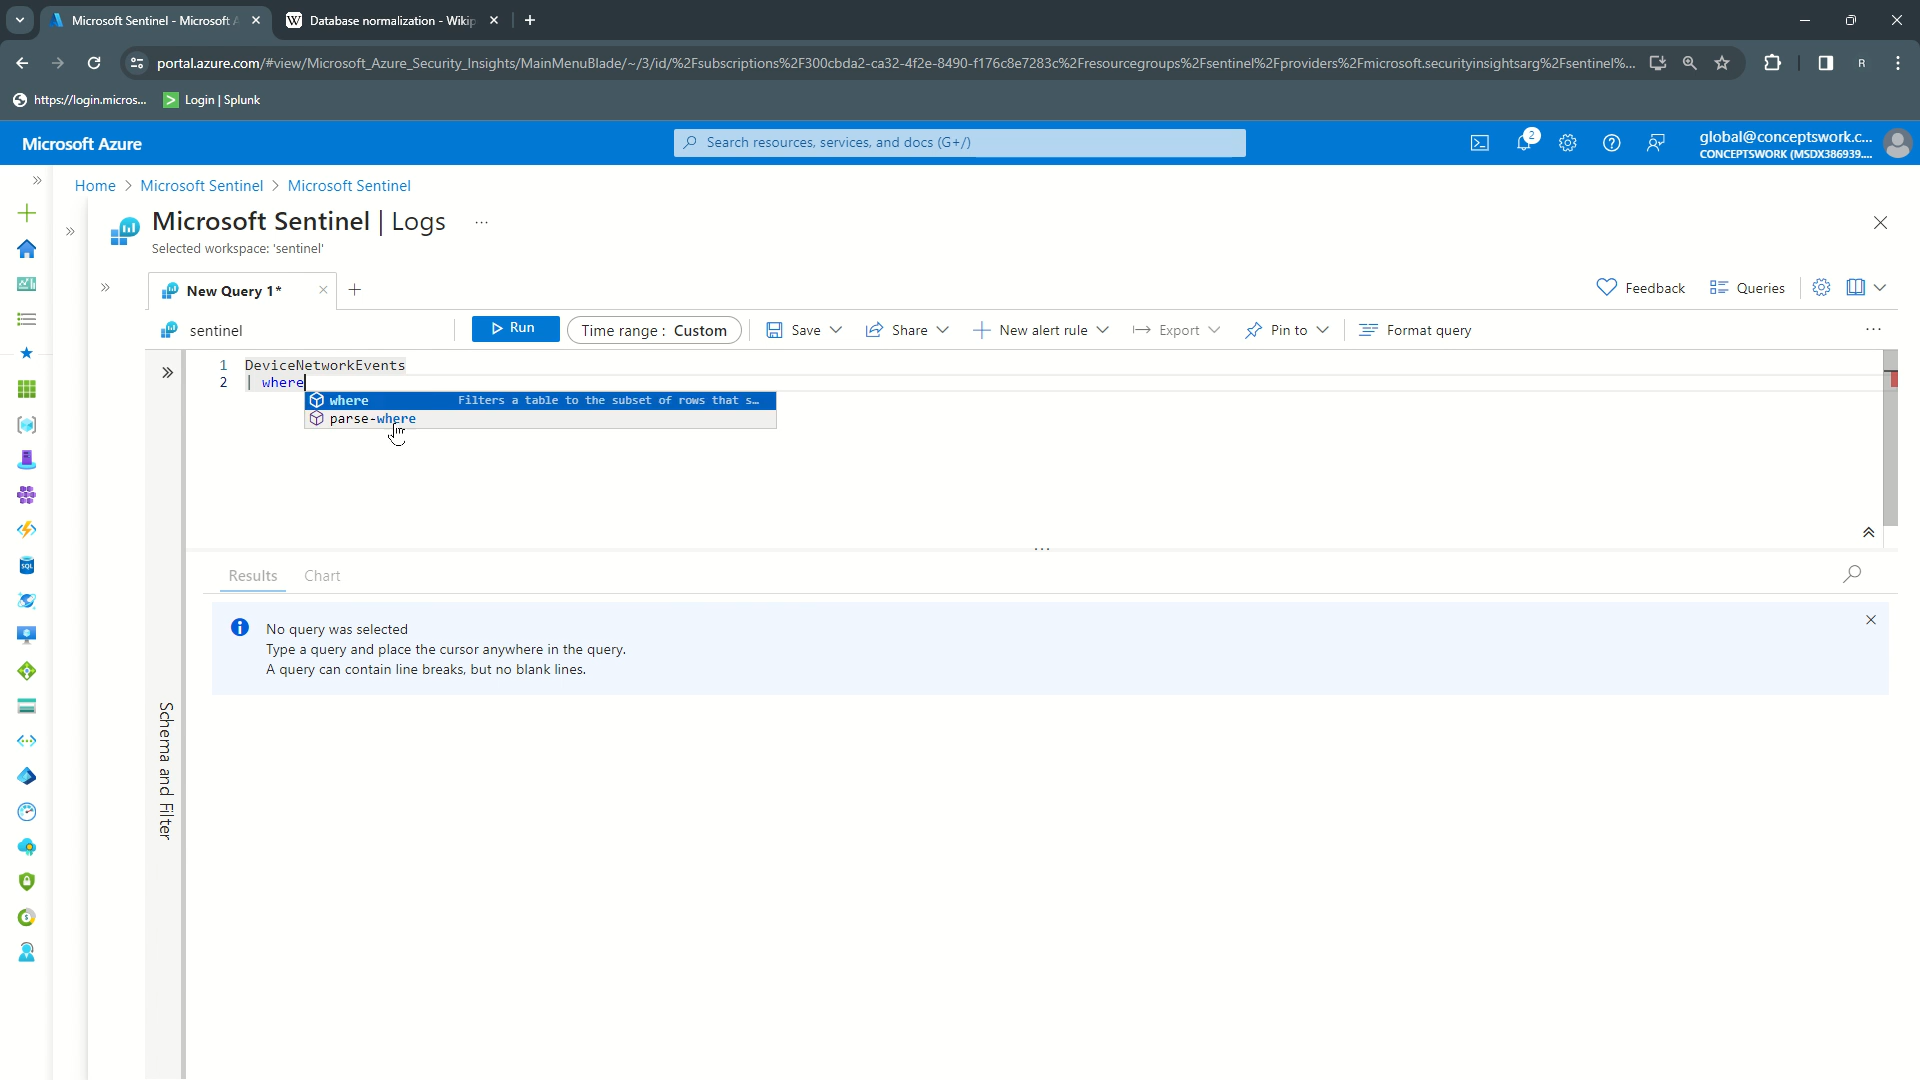 Microsoft Sentinel - Microsoft A
Database normalization - Wikip
portal.azure.com/#view/Microsoft_Azure_Security_Insights/MainMenuBlade/~/3/id/%2Fsubscriptions%2F300cbda2-ca32-4f2e-8490-f176c8e7283c%2Fresourcegroups%2Fsentinel%2Fproviders%2Fmicrosoft.securityinsightsarg%2Fsentinel%...
R
https://login.micros...
Login | Splunk
Microsoft Azure
Search resources, services, and docs (G+/)
2
global@conceptswork.c...
CONCEPTSWORK (MSDX386939....
Home > Microsoft Sentinel > Microsoft Sentinel
Microsoft Sentinel | Logs ...
Selected workspace: 'sentinel'
New Query 1*
Feedback
Queries
sentinel
Run
Time range : Custom
Save
Share
New alert rule
Export
Pin to
Format query
1 DeviceNetworkEvents
2 | where
where Filters a table to the subset of rows that s...
parse-where
SQL
Results
Chart
No query was selected
Type a query and place the cursor anywhere in the query.
A query can contain line breaks, but no blank lines.
Schema and Filter